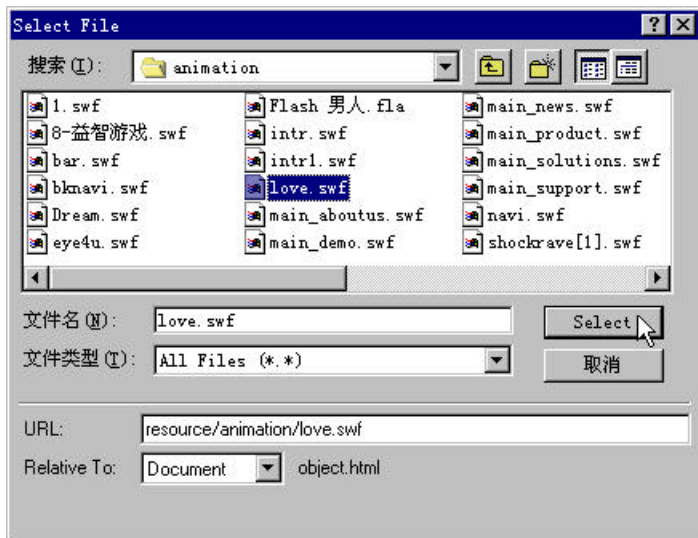 Select File
搜索(I): animation
1.swf
8-益智游戏.swf
bar.swf
bknavi.swf
Dream.swf
eye4u.swf
Flash 男人.fla
intr.swf
intr1.swf
love.swf
main_aboutus.swf
main_demo.swf
main_news.swf
main_product.swf
main_solutions.swf
main_support.swf
navi.swf
shockrave[1].swf
文件名(N): love.swf Select
文件类型(T): All Files (*.*) 取消
URL: resource/animation/love.swf
Relative To: Document object.html